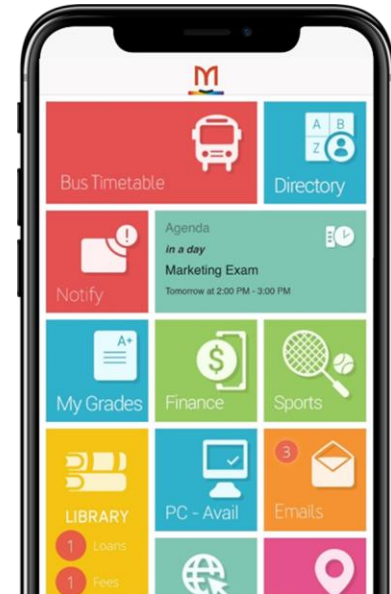 M
Bus Timetable
A B
Z
Directory
Notify
Agenda
in a day
Marketing Exam
Tomorrow at 2:00 PM - 3:00 PM
A+
My Grades
$
Finance
Sports
LIBRARY
1 Loans
1 Fees
PC - Avail
3
Emails